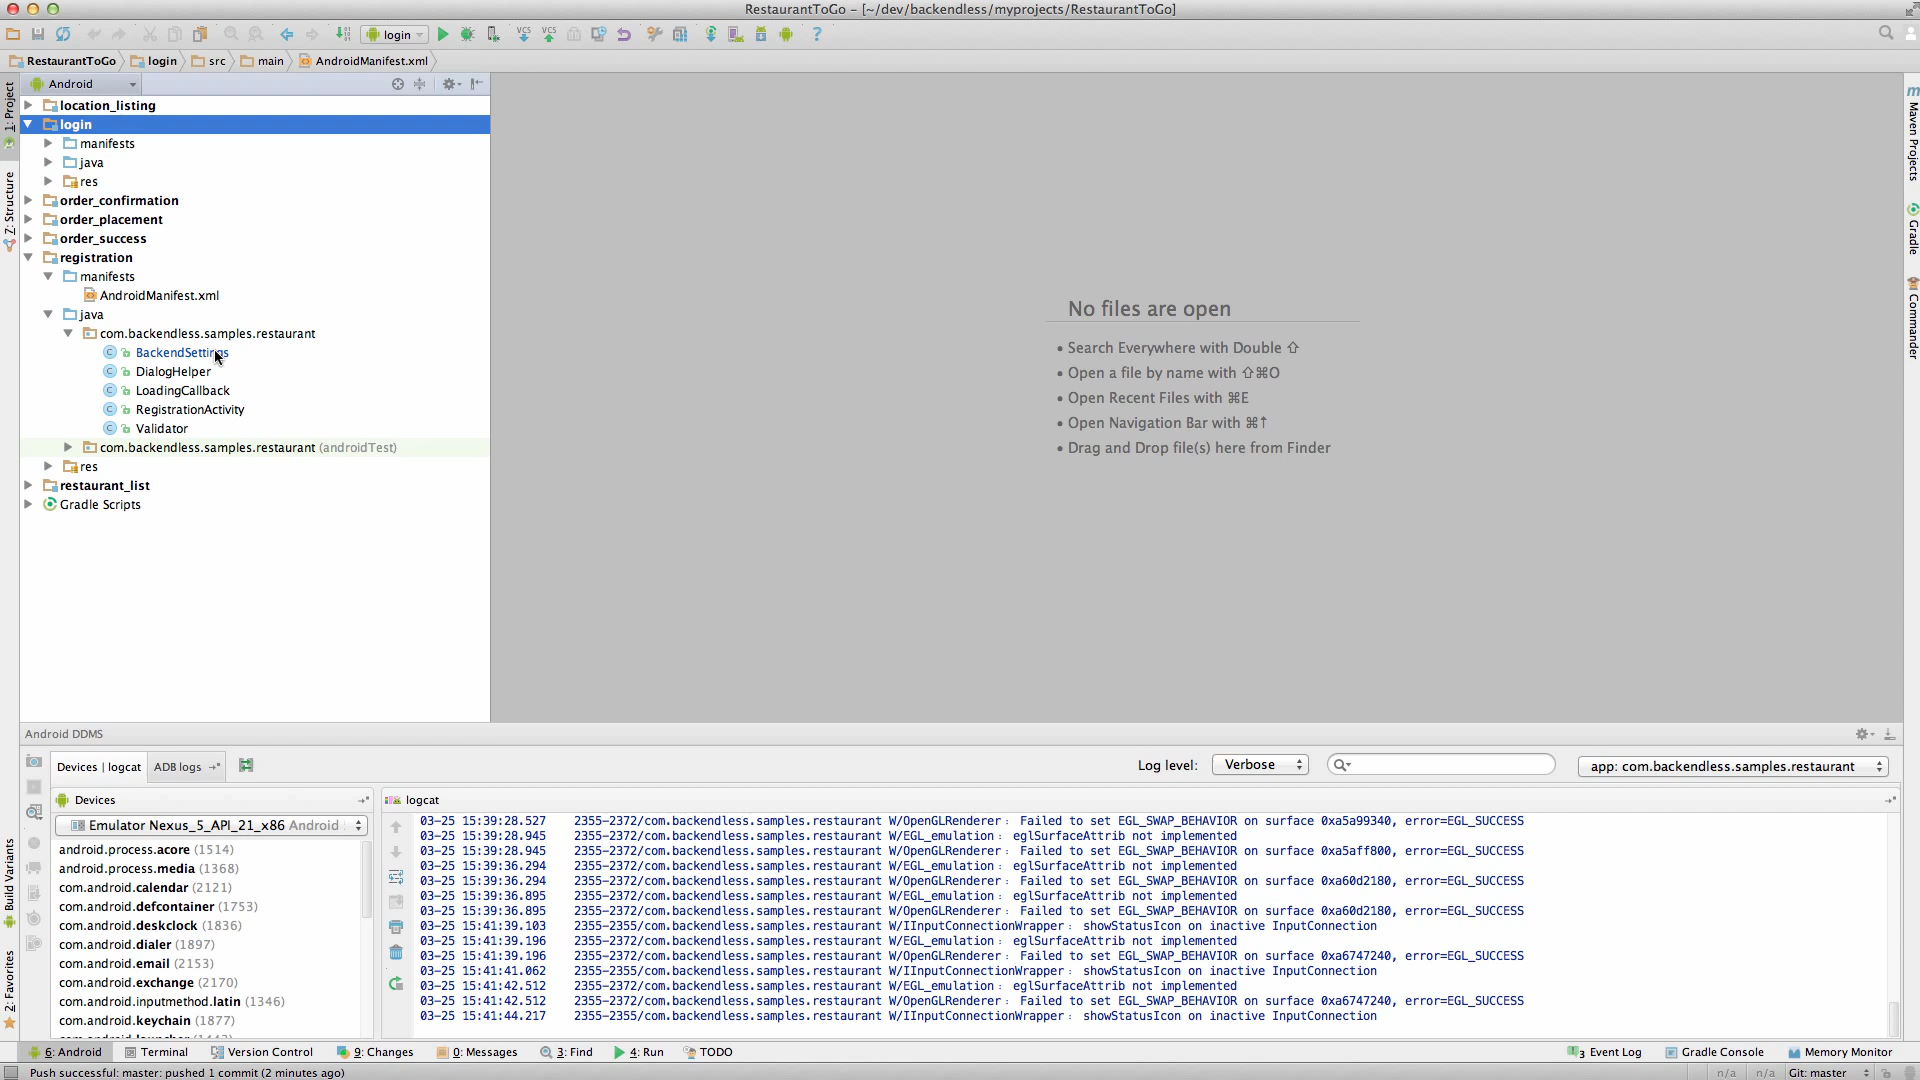 RestaurantToGo – [~/dev/backendless/myprojects/RestaurantToGo]
login
VCS VCS
RestaurantToGo login src main AndroidManifest.xml
1: Project
Z: Structure
Build Variants
2: Favorites
Android
location_listing
login
manifests
java
res
order_confirmation
order_placement
order_success
registration
manifests
AndroidManifest.xml
java
com.backendless.samples.restaurant
BackendSettings
DialogHelper
LoadingCallback
RegistrationActivity
Validator
com.backendless.samples.restaurant (androidTest)
res
restaurant_list
Gradle Scripts
No files are open
• Search Everywhere with Double ⇧
• Open a file by name with ⇧⌘O
• Open Recent Files with ⌘E
• Open Navigation Bar with ⌘↑
• Drag and Drop file(s) here from Finder
Maven Projects
Gradle
Commander
Android DDMS
Devices | logcat ADB logs
Log level: Verbose app: com.backendless.samples.restaurant
Devices
Emulator Nexus_5_API_21_x86 Android
android.process.acore (1514)
android.process.media (1368)
com.android.calendar (2121)
com.android.defcontainer (1753)
com.android.deskclock (1836)
com.android.dialer (1897)
com.android.email (2153)
com.android.exchange (2170)
com.android.inputmethod.latin (1346)
com.android.keychain (1877)
logcat
03-25 15:39:28.527 2355-2372/com.backendless.samples.restaurant W/OpenGLRenderer: Failed to set EGL_SWAP_BEHAVIOR on surface 0xa5a99340, error=EGL_SUCCESS
03-25 15:39:28.945 2355-2372/com.backendless.samples.restaurant W/EGL_emulation: eglSurfaceAttrib not implemented
03-25 15:39:28.945 2355-2372/com.backendless.samples.restaurant W/OpenGLRenderer: Failed to set EGL_SWAP_BEHAVIOR on surface 0xa5aff800, error=EGL_SUCCESS
03-25 15:39:36.294 2355-2372/com.backendless.samples.restaurant W/EGL_emulation: eglSurfaceAttrib not implemented
03-25 15:39:36.294 2355-2372/com.backendless.samples.restaurant W/OpenGLRenderer: Failed to set EGL_SWAP_BEHAVIOR on surface 0xa60d2180, error=EGL_SUCCESS
03-25 15:39:36.895 2355-2372/com.backendless.samples.restaurant W/EGL_emulation: eglSurfaceAttrib not implemented
03-25 15:39:36.895 2355-2372/com.backendless.samples.restaurant W/OpenGLRenderer: Failed to set EGL_SWAP_BEHAVIOR on surface 0xa60d2180, error=EGL_SUCCESS
03-25 15:41:39.103 2355-2372/com.backendless.samples.restaurant W/IInputConnectionWrapper: showStatusIcon on inactive InputConnection
03-25 15:41:39.196 2355-2372/com.backendless.samples.restaurant W/EGL_emulation: eglSurfaceAttrib not implemented
03-25 15:41:39.196 2355-2372/com.backendless.samples.restaurant W/OpenGLRenderer: Failed to set EGL_SWAP_BEHAVIOR on surface 0xa6747240, error=EGL_SUCCESS
03-25 15:41:41.062 2355-2355/com.backendless.samples.restaurant W/IInputConnectionWrapper: showStatusIcon on inactive InputConnection
03-25 15:41:42.512 2355-2372/com.backendless.samples.restaurant W/EGL_emulation: eglSurfaceAttrib not implemented
03-25 15:41:42.512 2355-2372/com.backendless.samples.restaurant W/OpenGLRenderer: Failed to set EGL_SWAP_BEHAVIOR on surface 0xa6747240, error=EGL_SUCCESS
03-25 15:41:44.217 2355-2355/com.backendless.samples.restaurant W/IInputConnectionWrapper: showStatusIcon on inactive InputConnection
6: Android Terminal Version Control 9: Changes 0: Messages 3: Find 4: Run TODO 3 Event Log Gradle Console Memory Monitor
Push successful: master: pushed 1 commit (2 minutes ago) n/a n/a Git: master